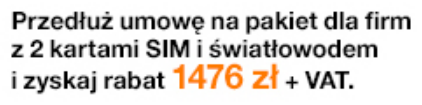 Przedłuż umowę na pakiet dla firm
z 2 kartami SIM i światłowodem
i zyskaj rabat 1476 zł + VAT.